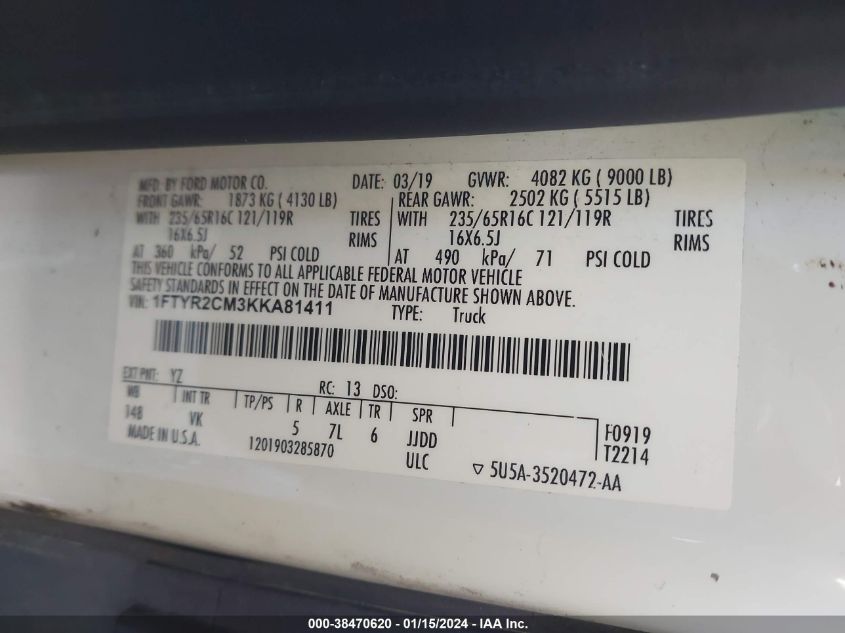 MFD. BY FORD MOTOR CO. DATE: 03/19 GVWR: 4082 KG ( 9000 LB)
FRONT GAWR: 1873 KG ( 4130 LB) REAR GAWR: 2502 KG ( 5515 LB)
WITH 235/65R16C 121/119R TIRES WITH 235/65R16C 121/119R TIRES
16X6.5J RIMS 16X6.5J RIMS
AT 360 kPa/ 52 PSI COLD AT 490 kPa/ 71 PSI COLD
THIS VEHICLE CONFORMS TO ALL APPLICABLE FEDERAL MOTOR VEHICLE
SAFETY STANDARDS IN EFFECT ON THE DATE OF MANUFACTURE SHOWN ABOVE.
VIN: 1FTYR2CM3KKA81411 TYPE: Truck
EXT PNT: YZ RC: 13 DSO:
WB INT TR TP/PS R AXLE TR SPR
148 VK 5 7L 6 JJDD F0919
MADE IN U.S.A. 1201903285870 ULC T2214
5U5A-3520472-AA
000-38470620 - 01/15/2024 - IAA Inc.